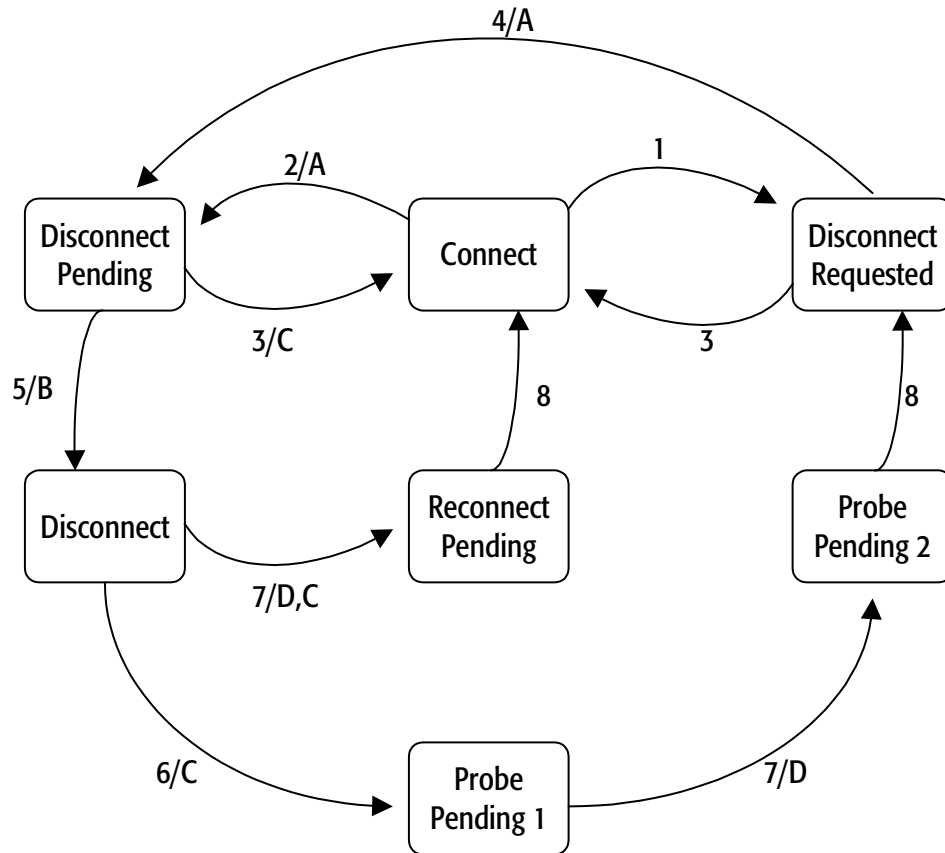 4/A
2/A
1
Disconnect
Pending
Connect
Disconnect
Requested
3/C
3
5/B
8
8
Disconnect
Reconnect
Pending
Probe
Pending 2
7/D,C
6/C
Probe
Pending 1
7/D